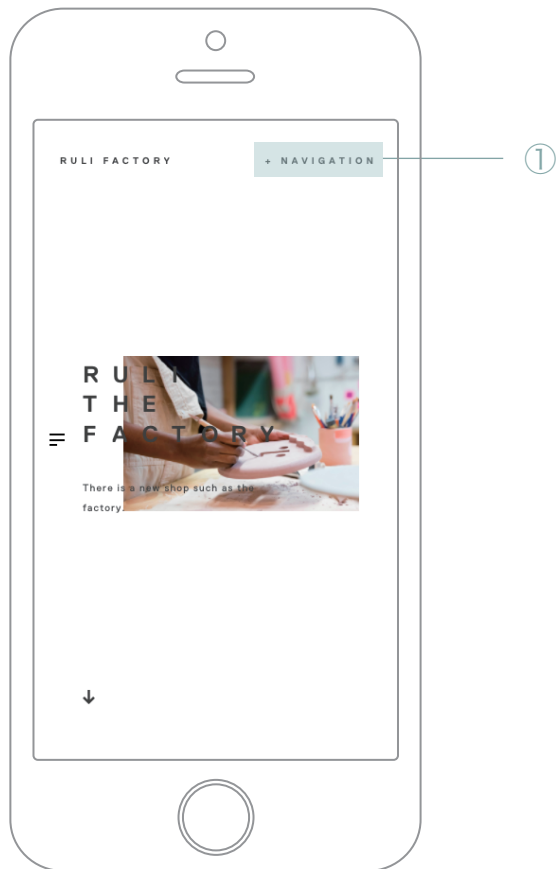 RULI FACTORY
+ NAVIGATION
①
RULI
THE
FACTORY
There is a new shop such as the
factory.